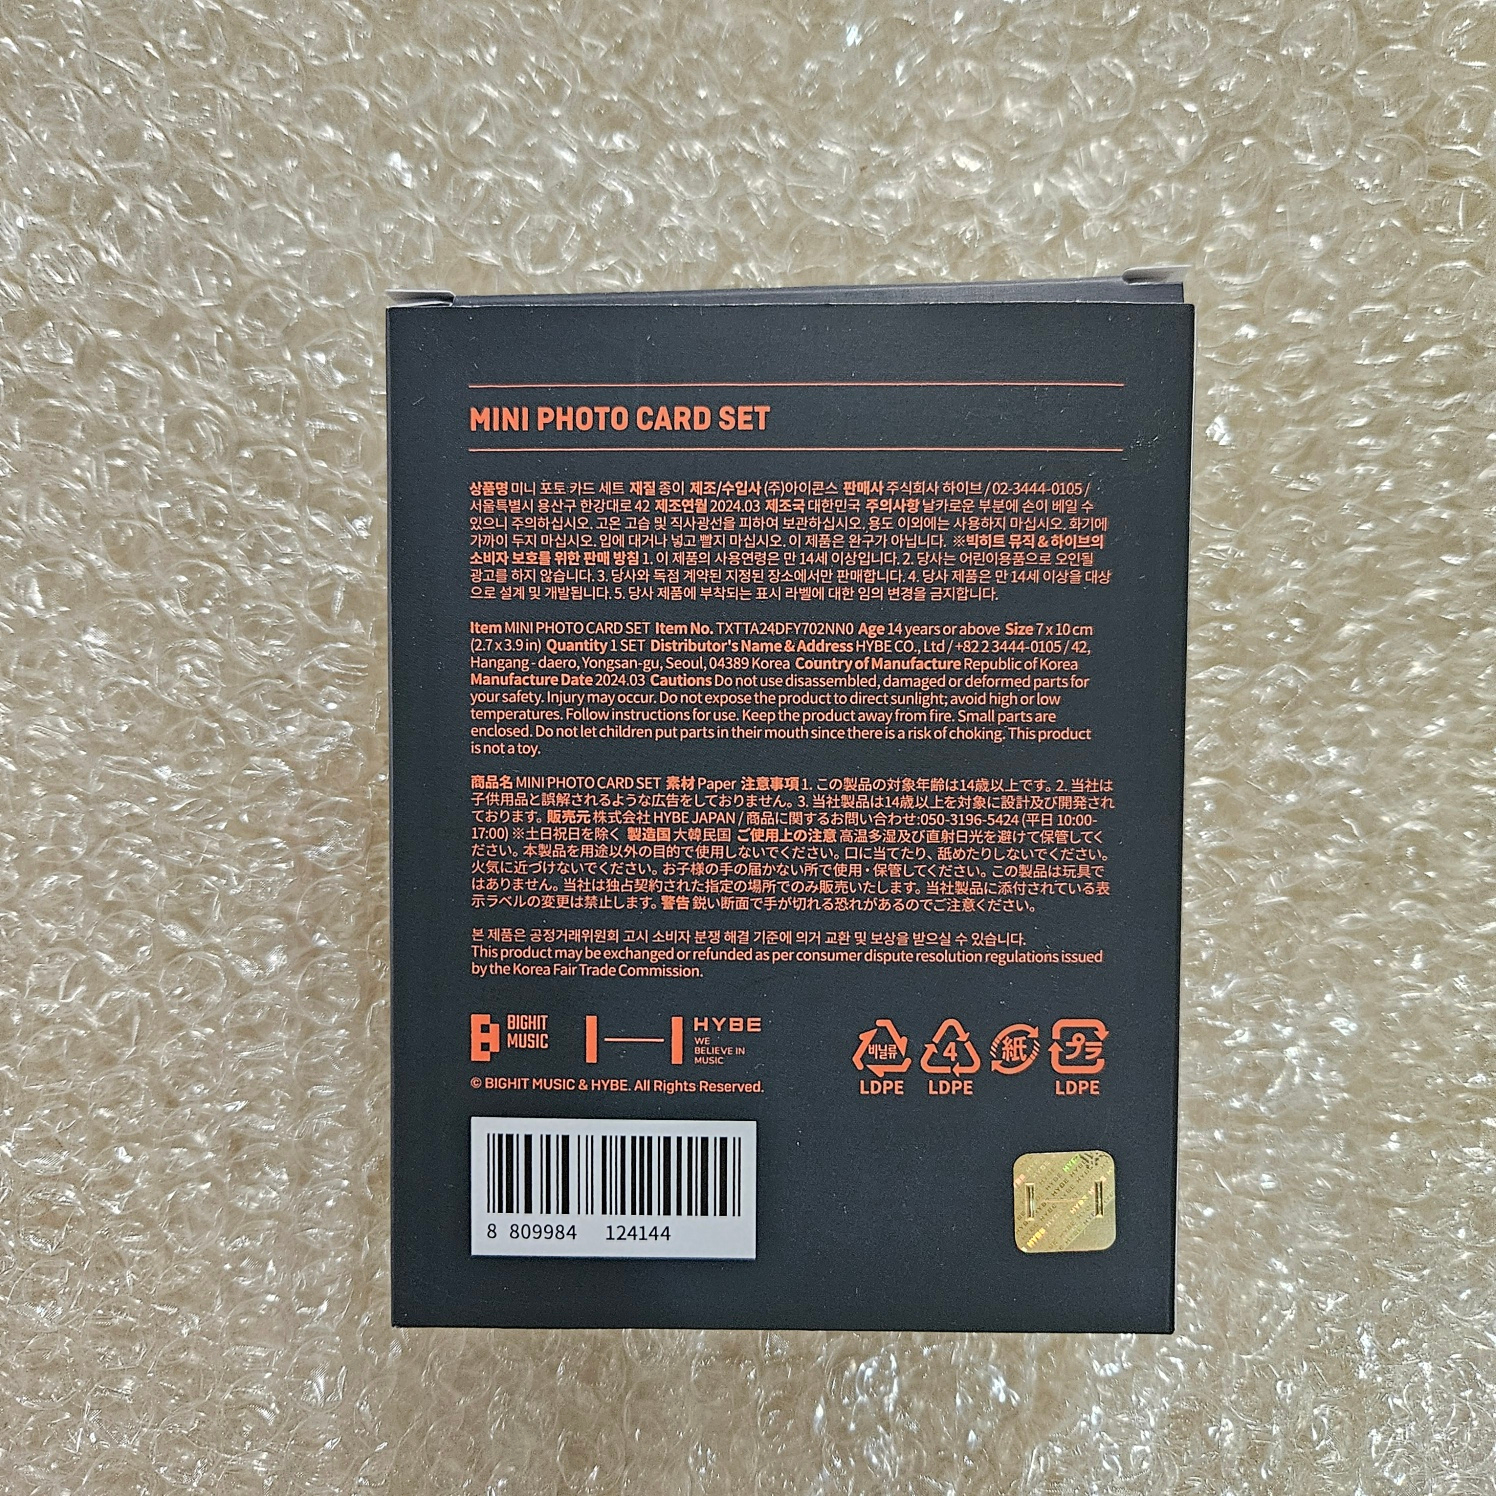 MINI PHOTO CARD SET
상품명 미니 포토 카드 세트 재질 종이 제조/수입사 (주)아이콘스 판매사 주식회사 하이브 / 02-3444-0105 /
서울특별시 용산구 한강대로 42 제조연월 2024.03 제조국 대한민국 주의사항 날카로운 부분에 손이 베일 수
있으니 주의하십시오. 고온 고습 및 직사광선을 피하여 보관하십시오. 용도 이외에는 사용하지 마십시오. 화기에
가까이 두지 마십시오. 입에 대거나 넣고 빨지 마십시오. 이 제품은 완구가 아닙니다. ※빅히트 뮤직 & 하이브의
소비자 보호를 위한 판매 방침 1. 이 제품의 사용연령은 만 14세 이상입니다. 2. 당사는 어린이용품으로 오인될
광고를 하지 않습니다. 3. 당사와 독점 계약된 지정된 장소에서만 판매합니다. 4. 당사 제품은 만 14세 이상을 대상
으로 설계 및 개발됩니다. 5. 당사 제품에 부착되는 표시 라벨에 대한 임의 변경을 금지합니다.
Item MINI PHOTO CARD SET Item No. TXTTA24DFY702NN0 Age 14 years or above Size 7 x 10 cm
(2.7 x 3.9 in) Quantity 1 SET Distributor's Name & Address HYBE CO., Ltd / +82 2 3444-0105 / 42,
Hangang - daero, Yongsan-gu, Seoul, 04389 Korea Country of Manufacture Republic of Korea
Manufacture Date 2024.03 Cautions Do not use disassembled, damaged or deformed parts for
your safety. Injury may occur. Do not expose the product to direct sunlight; avoid high or low
temperatures. Follow instructions for use. Keep the product away from fire. Small parts are
enclosed. Do not let children put parts in their mouth since there is a risk of choking. This product
is not a toy.
商品名 MINI PHOTO CARD SET 素材 Paper 注意事項 1. この製品の対象年齢は14歳以上です。2. 当社は
子供用品と誤解されるような広告をしておりません。3. 当社製品は14歳以上を対象に設計及び開発され
ております。販売元 株式会社 HYBE JAPAN / 商品に関するお問い合わせ:050-3196-5424 (平日 10:00-
17:00) ※土日祝日を除く 製造国 大韓民国 ご使用上の注意 高温多湿及び直射日光を避けて保管してく
ださい。本製品を用途以外の目的で使用しないでください。口に当てたり、舐めたりしないでください。
火気に近づけないでください。お子様の手の届かない所で使用・保管してください。この製品は玩具で
はありません。当社は独占契約された指定の場所でのみ販売いたします。当社製品に添付されている表
示ラベルの変更は禁止します。警告 鋭い断面で手が切れる恐れがあるのでご注意ください。
본 제품은 공정거래위원회 고시 소비자 분쟁 해결 기준에 의거 교환 및 보상을 받으실 수 있습니다.
This product may be exchanged or refunded as per consumer dispute resolution regulations issued
by the Korea Fair Trade Commission.
BIGHIT
MUSIC
HYBE
WE
BELIEVE IN
MUSIC
© BIGHIT MUSIC & HYBE. All Rights Reserved.
비닐류
LDPE
4
LDPE
紙
プラ
LDPE
8 809984 124144
HYBE